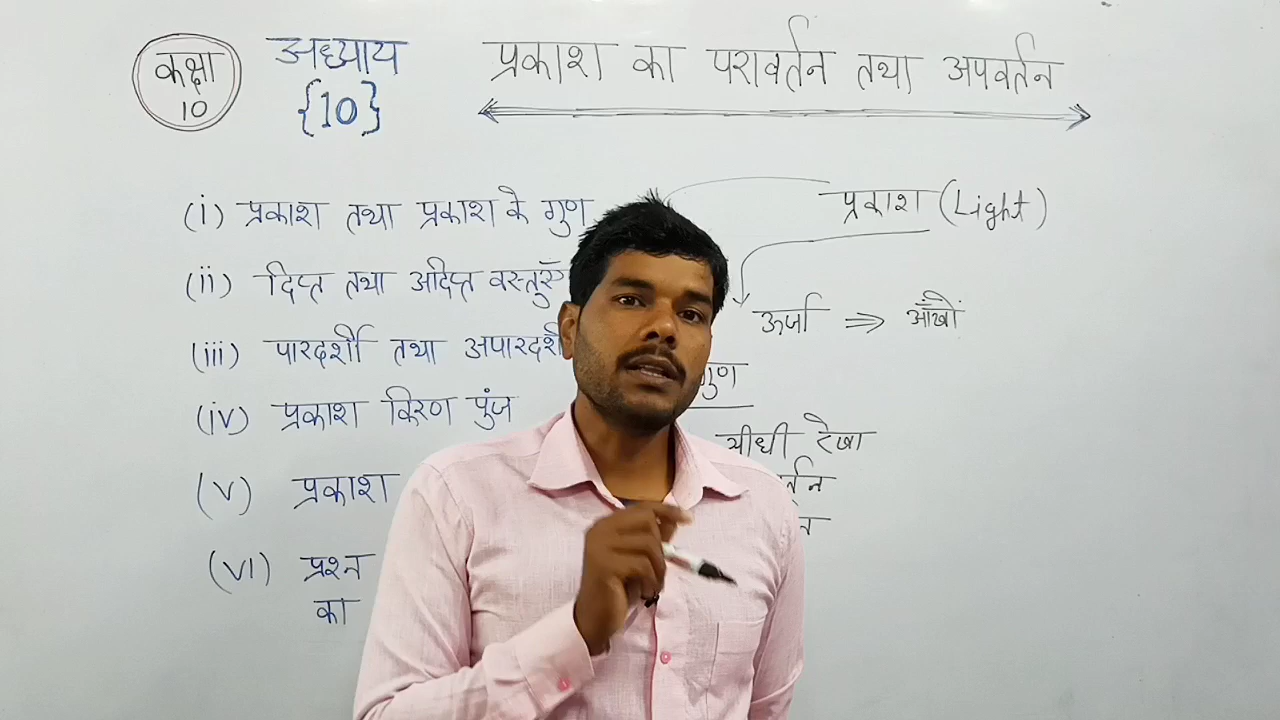 कक्षा
10
अध्याय
{10}
प्रकाश का परावर्तन तथा अपवर्तन
(i) प्रकाश तथा प्रकाश के गुण
(ii) दिप्त तथा अदिप्त वस्तुएँ
(iii) पारदर्शी तथा अपारदर्शी
(iv) प्रकाश किरण पुंज
(v) प्रकाश
(vi) प्रश्न
का
प्रकाश (Light)
ऊर्जा ⇒ आँखों
गुण
सीधी रेखा
र्तन
न